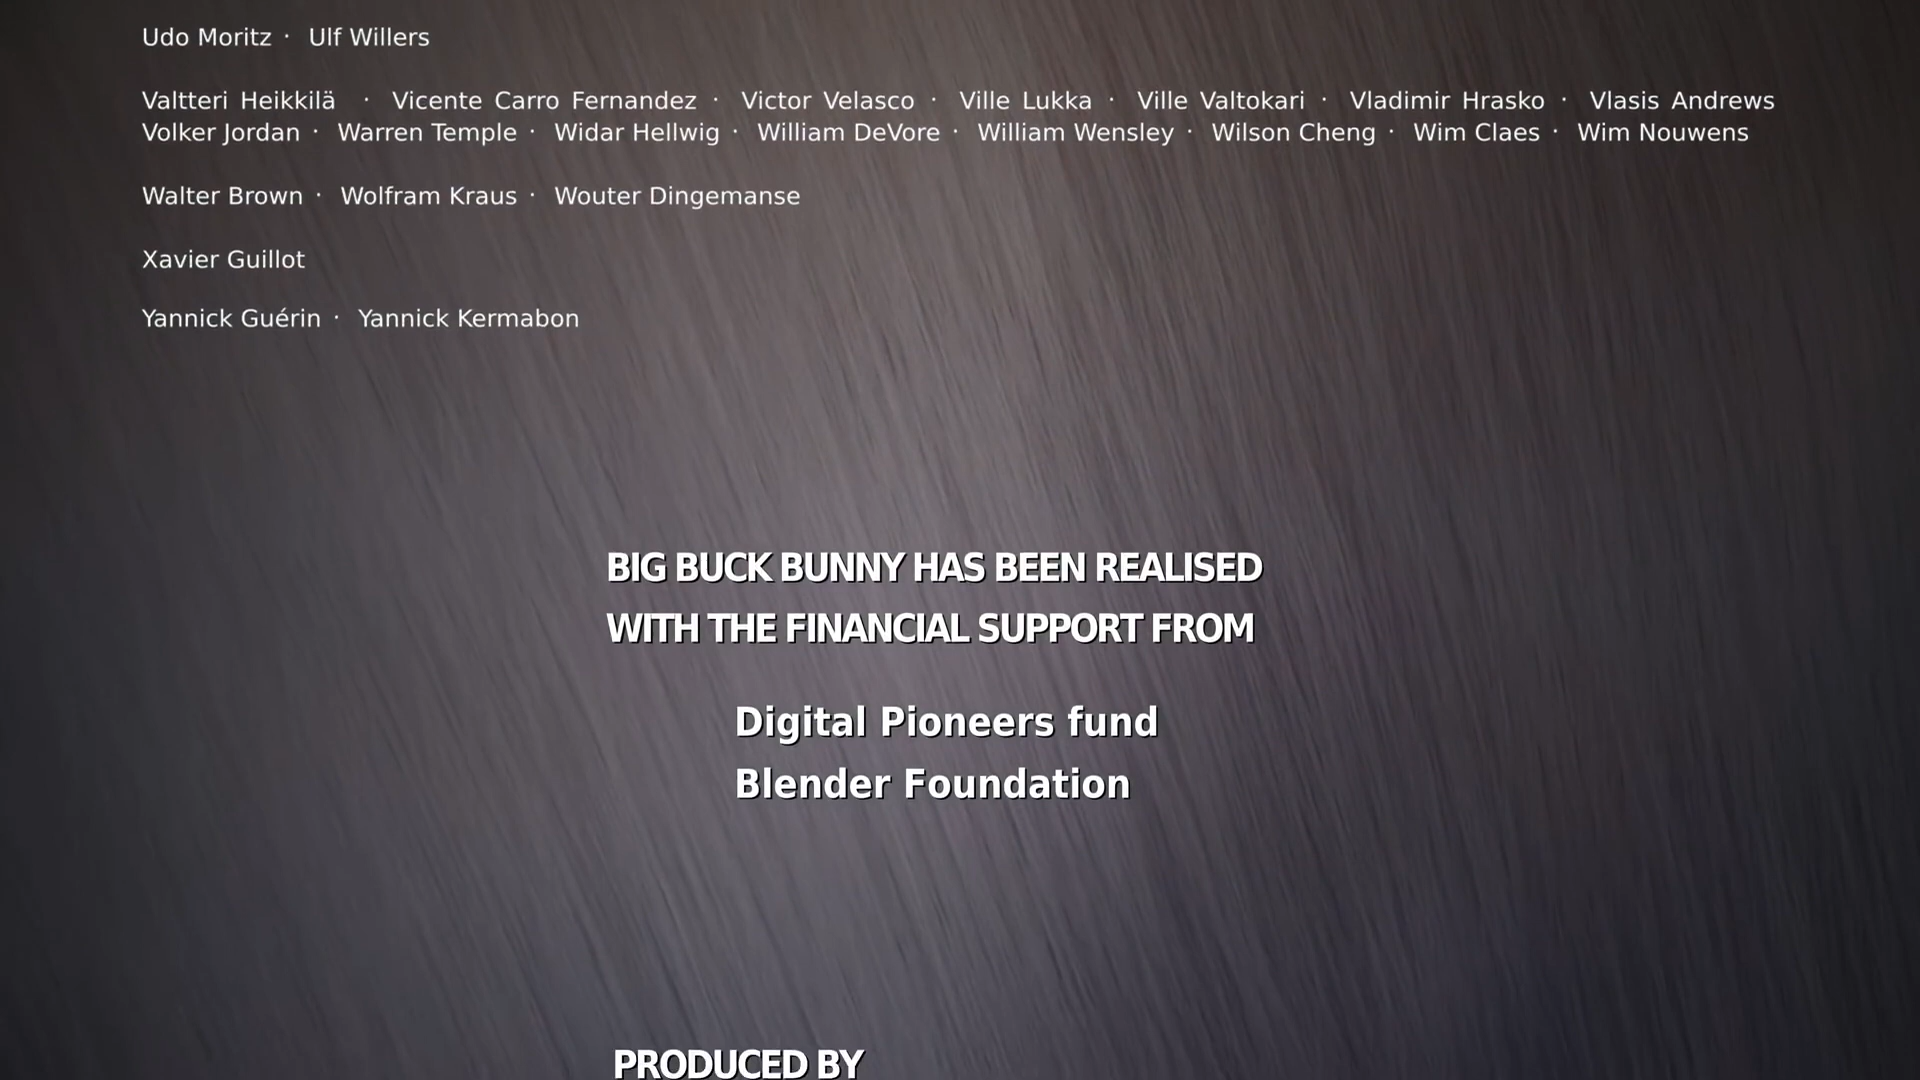 Udo Moritz · Ulf Willers
Valtteri Heikkilä · Vicente Carro Fernandez · Victor Velasco · Ville Lukka · Ville Valtokari · Vladimir Hrasko · Vlasis Andrews
Volker Jordan · Warren Temple · Widar Hellwig · William DeVore · William Wensley · Wilson Cheng · Wim Claes · Wim Nouwens
Walter Brown · Wolfram Kraus · Wouter Dingemanse
Xavier Guillot
Yannick Guérin · Yannick Kermabon
BIG BUCK BUNNY HAS BEEN REALISED
WITH THE FINANCIAL SUPPORT FROM
Digital Pioneers fund
Blender Foundation
PRODUCED BY